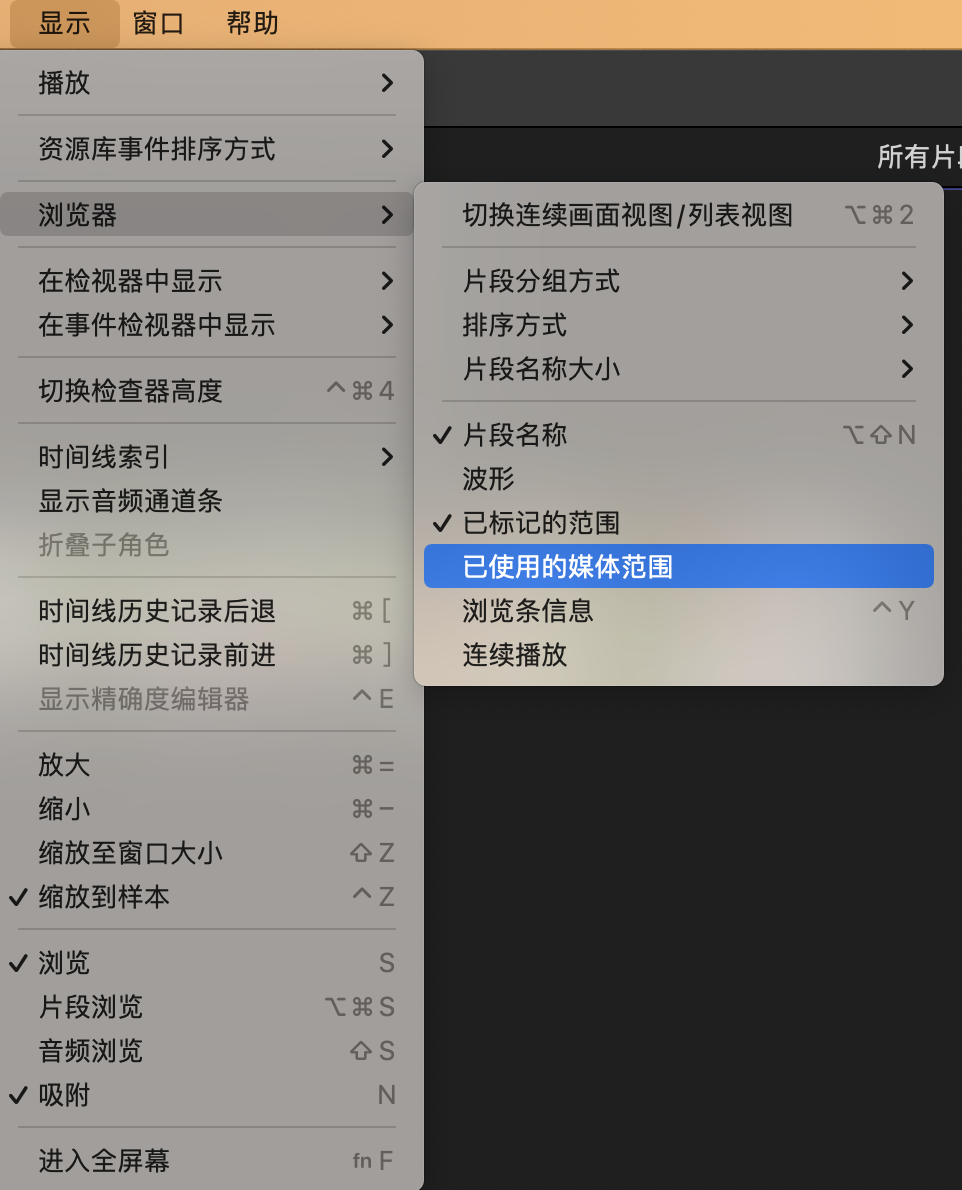 显示 窗口 帮助
播放
资源库事件排序方式
浏览器
在检视器中显示
在事件检视器中显示
切换检查器高度 ^⌘4
时间线索引
显示音频通道条
折叠子角色
时间线历史记录后退 ⌘[
时间线历史记录前进 ⌘]
显示精确度编辑器 ^E
放大 ⌘=
缩小 ⌘-
缩放至窗口大小 ⇧Z
缩放到样本 ^Z
浏览 S
片段浏览 ⌥⌘S
音频浏览 ⇧S
吸附 N
进入全屏幕 fn F
所有片
切换连续画面视图/列表视图 ⌥⌘2
片段分组方式
排序方式
片段名称大小
片段名称 ⌥⇧N
波形
已标记的范围
已使用的媒体范围
浏览条信息 ^Y
连续播放